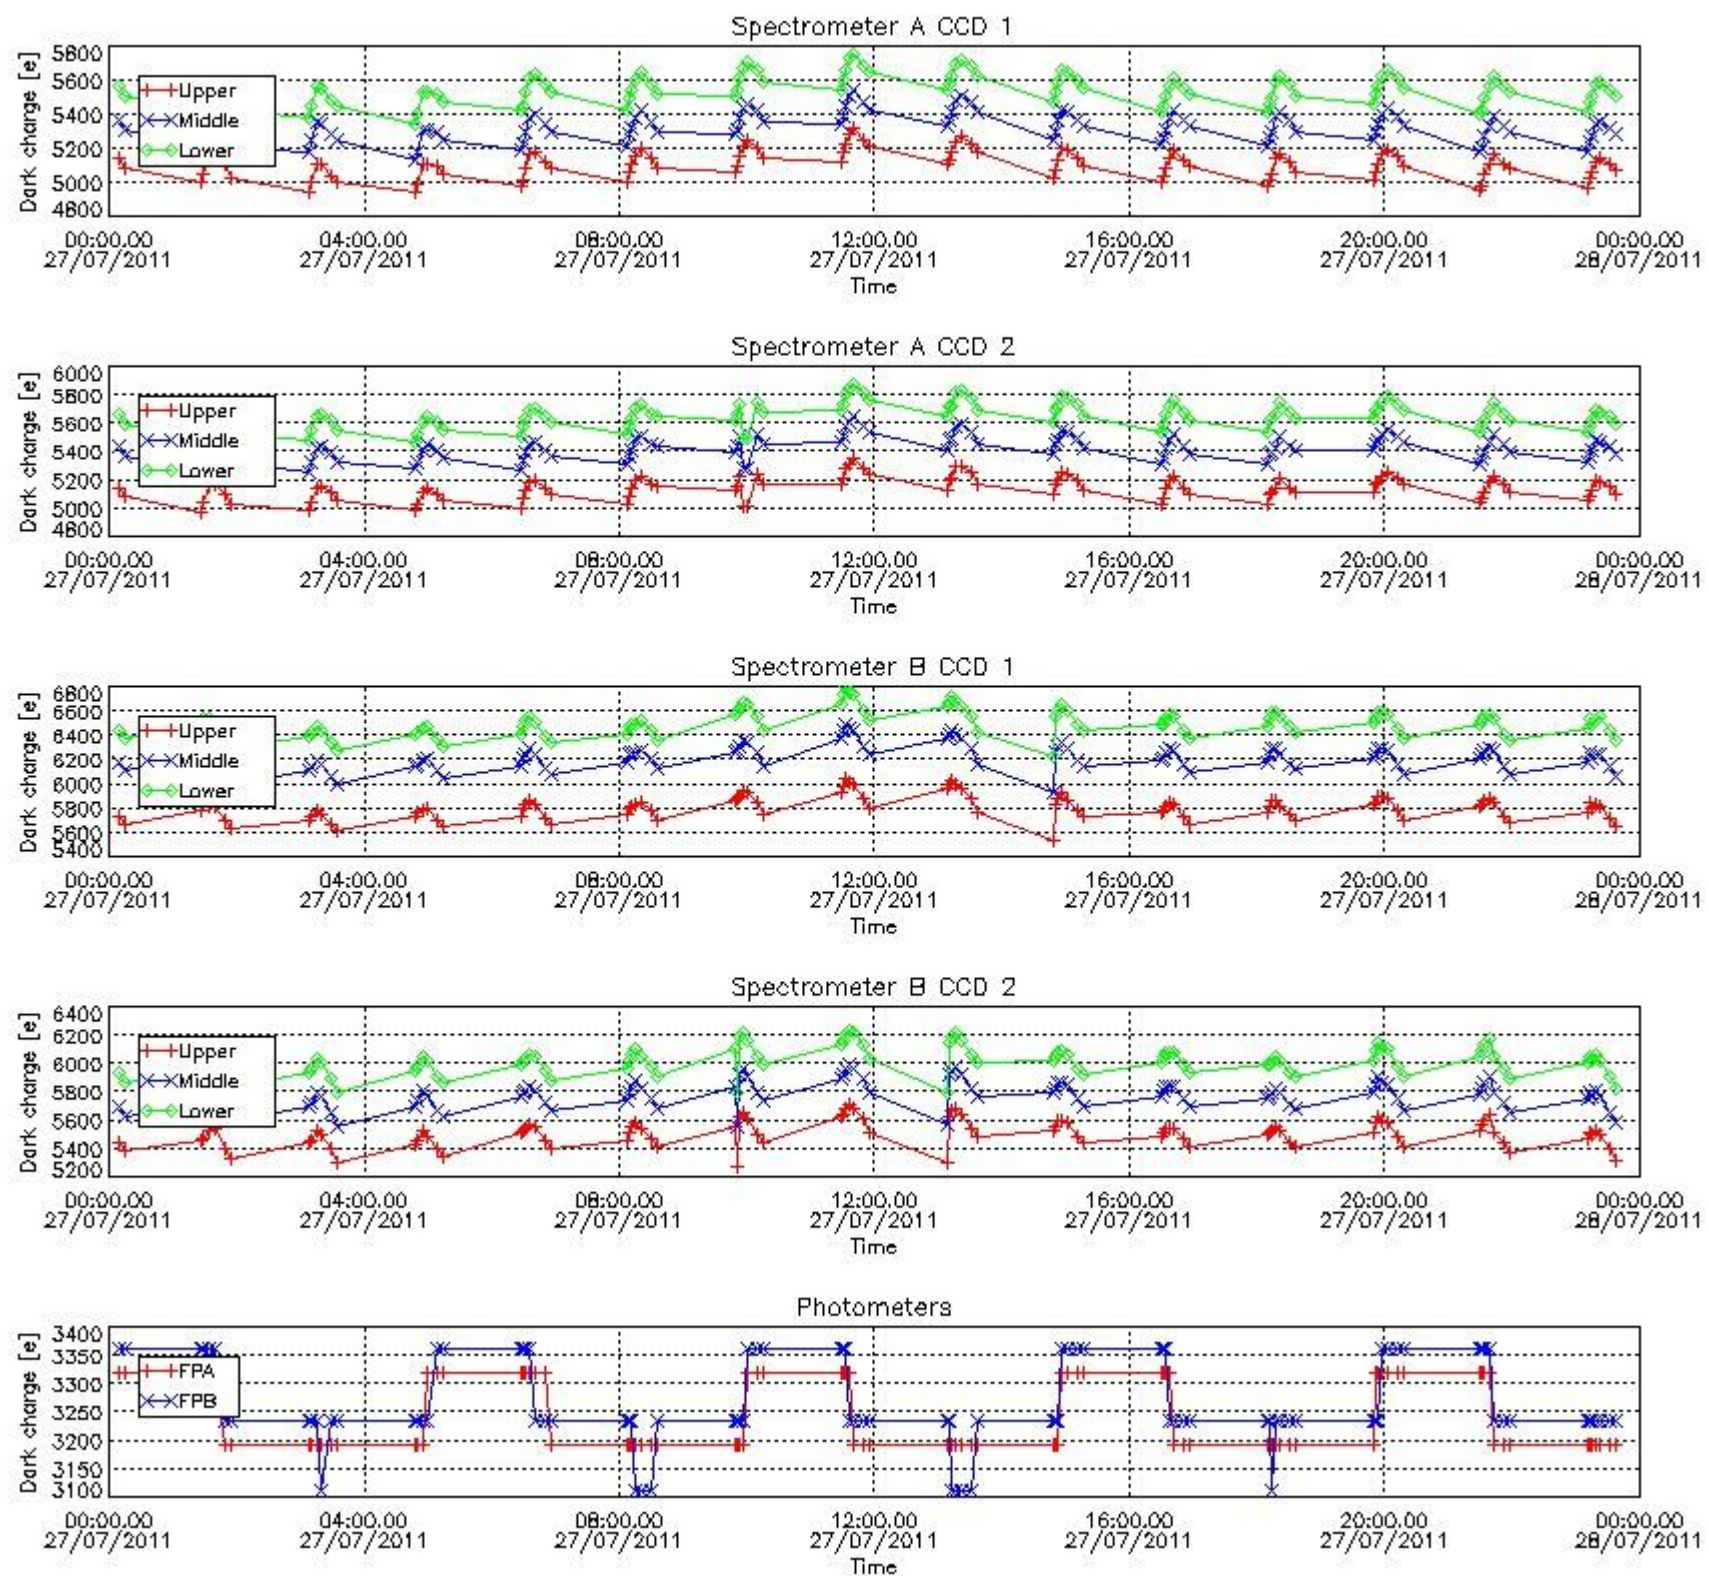 Spectrometer A CCD 1
Dark charge [e]
5800
5600
5400
5200
5000
4800
Upper
Middle
Lower
00:00.00 04:00.00 08:00.00 12:00.00 16:00.00 20:00.00 00:00.00
27/07/2011 27/07/2011 27/07/2011 27/07/2011 27/07/2011 27/07/2011 28/07/2011
Time
Spectrometer A CCD 2
Dark charge [e]
6000
5800
5600
5400
5200
5000
4800
Upper
Middle
Lower
00:00.00 04:00.00 08:00.00 12:00.00 16:00.00 20:00.00 00:00.00
27/07/2011 27/07/2011 27/07/2011 27/07/2011 27/07/2011 27/07/2011 28/07/2011
Time
Spectrometer B CCD 1
Dark charge [e]
6800
6600
6400
6200
6000
5800
5600
5400
Upper
Middle
Lower
00:00.00 04:00.00 08:00.00 12:00.00 16:00.00 20:00.00 00:00.00
27/07/2011 27/07/2011 27/07/2011 27/07/2011 27/07/2011 27/07/2011 28/07/2011
Time
Spectrometer B CCD 2
Dark charge [e]
6400
6200
6000
5800
5600
5400
5200
Upper
Middle
Lower
00:00.00 04:00.00 08:00.00 12:00.00 16:00.00 20:00.00 00:00.00
27/07/2011 27/07/2011 27/07/2011 27/07/2011 27/07/2011 27/07/2011 28/07/2011
Time
Photometers
Dark charge [e]
3400
3350
3300
3250
3200
3150
3100
FPA
FPB
00:00.00 04:00.00 08:00.00 12:00.00 16:00.00 20:00.00 00:00.00
27/07/2011 27/07/2011 27/07/2011 27/07/2011 27/07/2011 27/07/2011 28/07/2011
Time